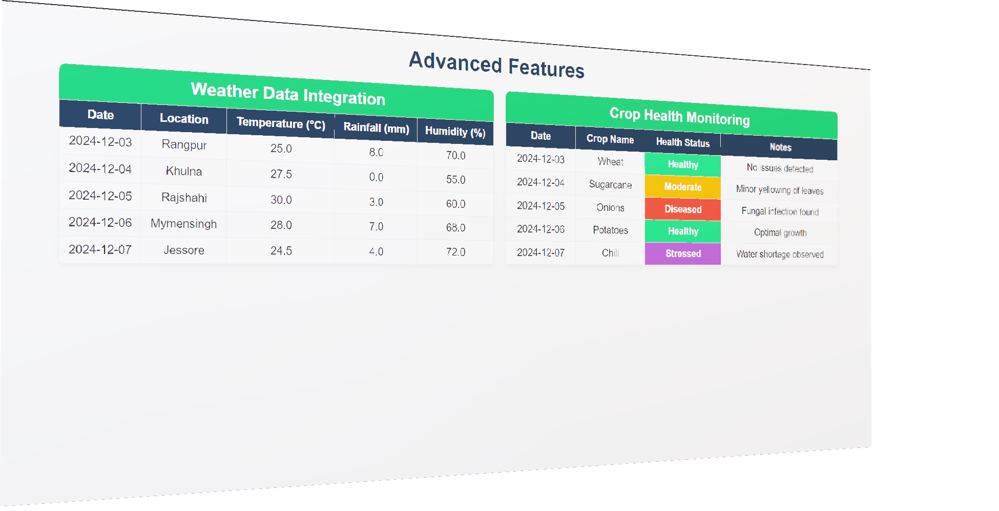 Advanced Features
Weather Data Integration
Date Location Temperature (°C) Rainfall (mm) Humidity (%)
2024-12-03 Rangpur 25.0 8.0 70.0
2024-12-04 Khulna 27.5 0.0 55.0
2024-12-05 Rajshahi 30.0 3.0 60.0
2024-12-06 Mymensingh 28.0 7.0 68.0
2024-12-07 Jessore 24.5 4.0 72.0
Crop Health Monitoring
Date Crop Name Health Status Notes
2024-12-03 Wheat Healthy No issues detected
2024-12-04 Sugarcane Moderate Minor yellowing of leaves
2024-12-05 Onions Diseased Fungal infection found
2024-12-06 Potatoes Healthy Optimal growth
2024-12-07 Chili Stressed Water shortage observed